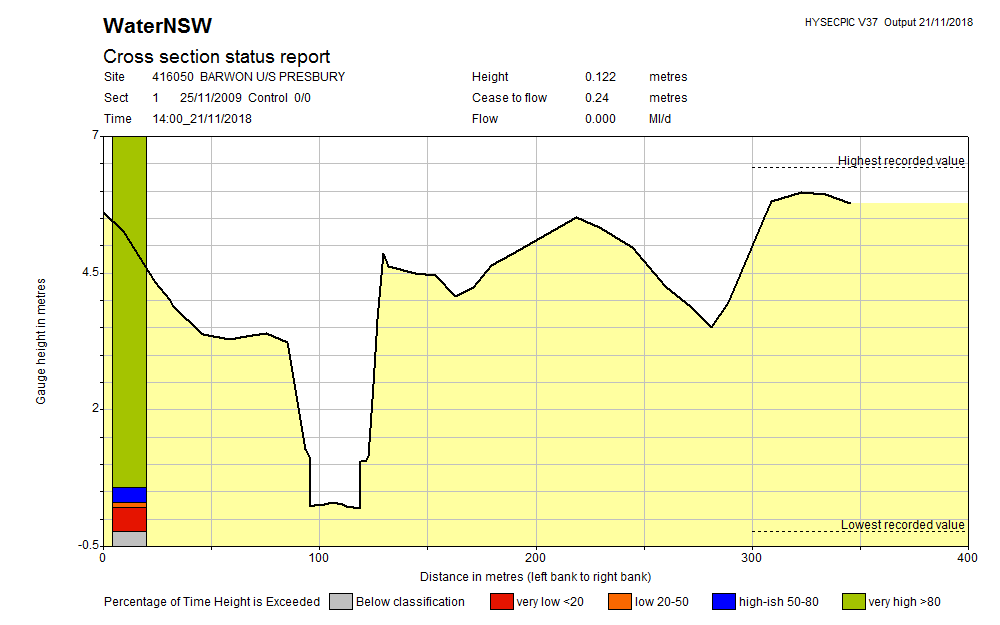 WaterNSW
HYSECPIC V37 Output 21/11/2018
Cross section status report
Site 416050 BARWON U/S PRESBURY Height 0.122 metres
Sect 1 25/11/2009 Control 0/0 Cease to flow 0.24 metres
Time 14:00_21/11/2018 Flow 0.000 Ml/d
7
Highest recorded value
4.5
Gauge height in metres
2
Lowest recorded value
-0.5
0 100 200 300 400
Distance in metres (left bank to right bank)
Percentage of Time Height is Exceeded Below classification very low <20 low 20-50 high-ish 50-80 very high >80